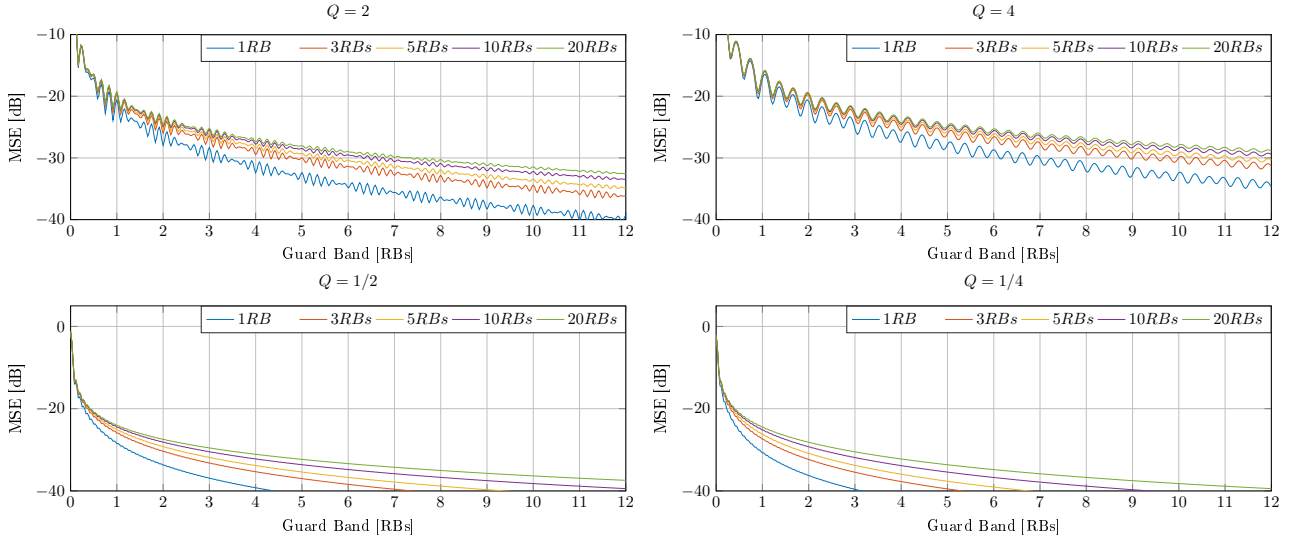 Q = 2
MSE [dB]
−10
−20
−30
−40
1RB 3RBs 5RBs 10RBs 20RBs
0 1 2 3 4 5 6 7 8 9 10 11 12
Guard Band [RBs]
Q = 4
MSE [dB]
−10
−20
−30
−40
1RB 3RBs 5RBs 10RBs 20RBs
0 1 2 3 4 5 6 7 8 9 10 11 12
Guard Band [RBs]
Q = 1/2
MSE [dB]
0
−20
−40
1RB 3RBs 5RBs 10RBs 20RBs
0 1 2 3 4 5 6 7 8 9 10 11 12
Guard Band [RBs]
Q = 1/4
MSE [dB]
0
−20
−40
1RB 3RBs 5RBs 10RBs 20RBs
0 1 2 3 4 5 6 7 8 9 10 11 12
Guard Band [RBs]